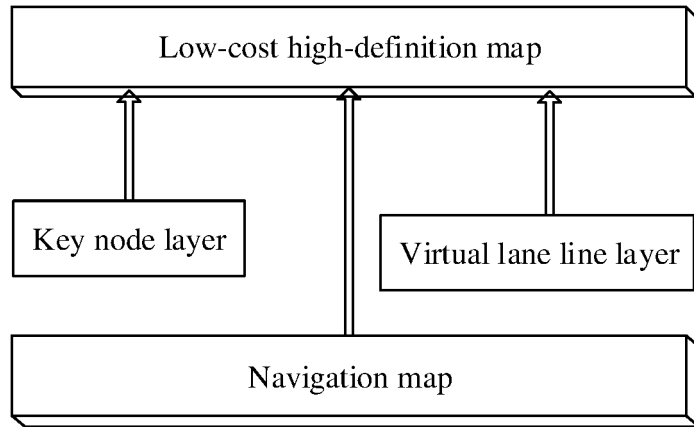 Low-cost high-definition map
Key node layer
Virtual lane line layer
Navigation map